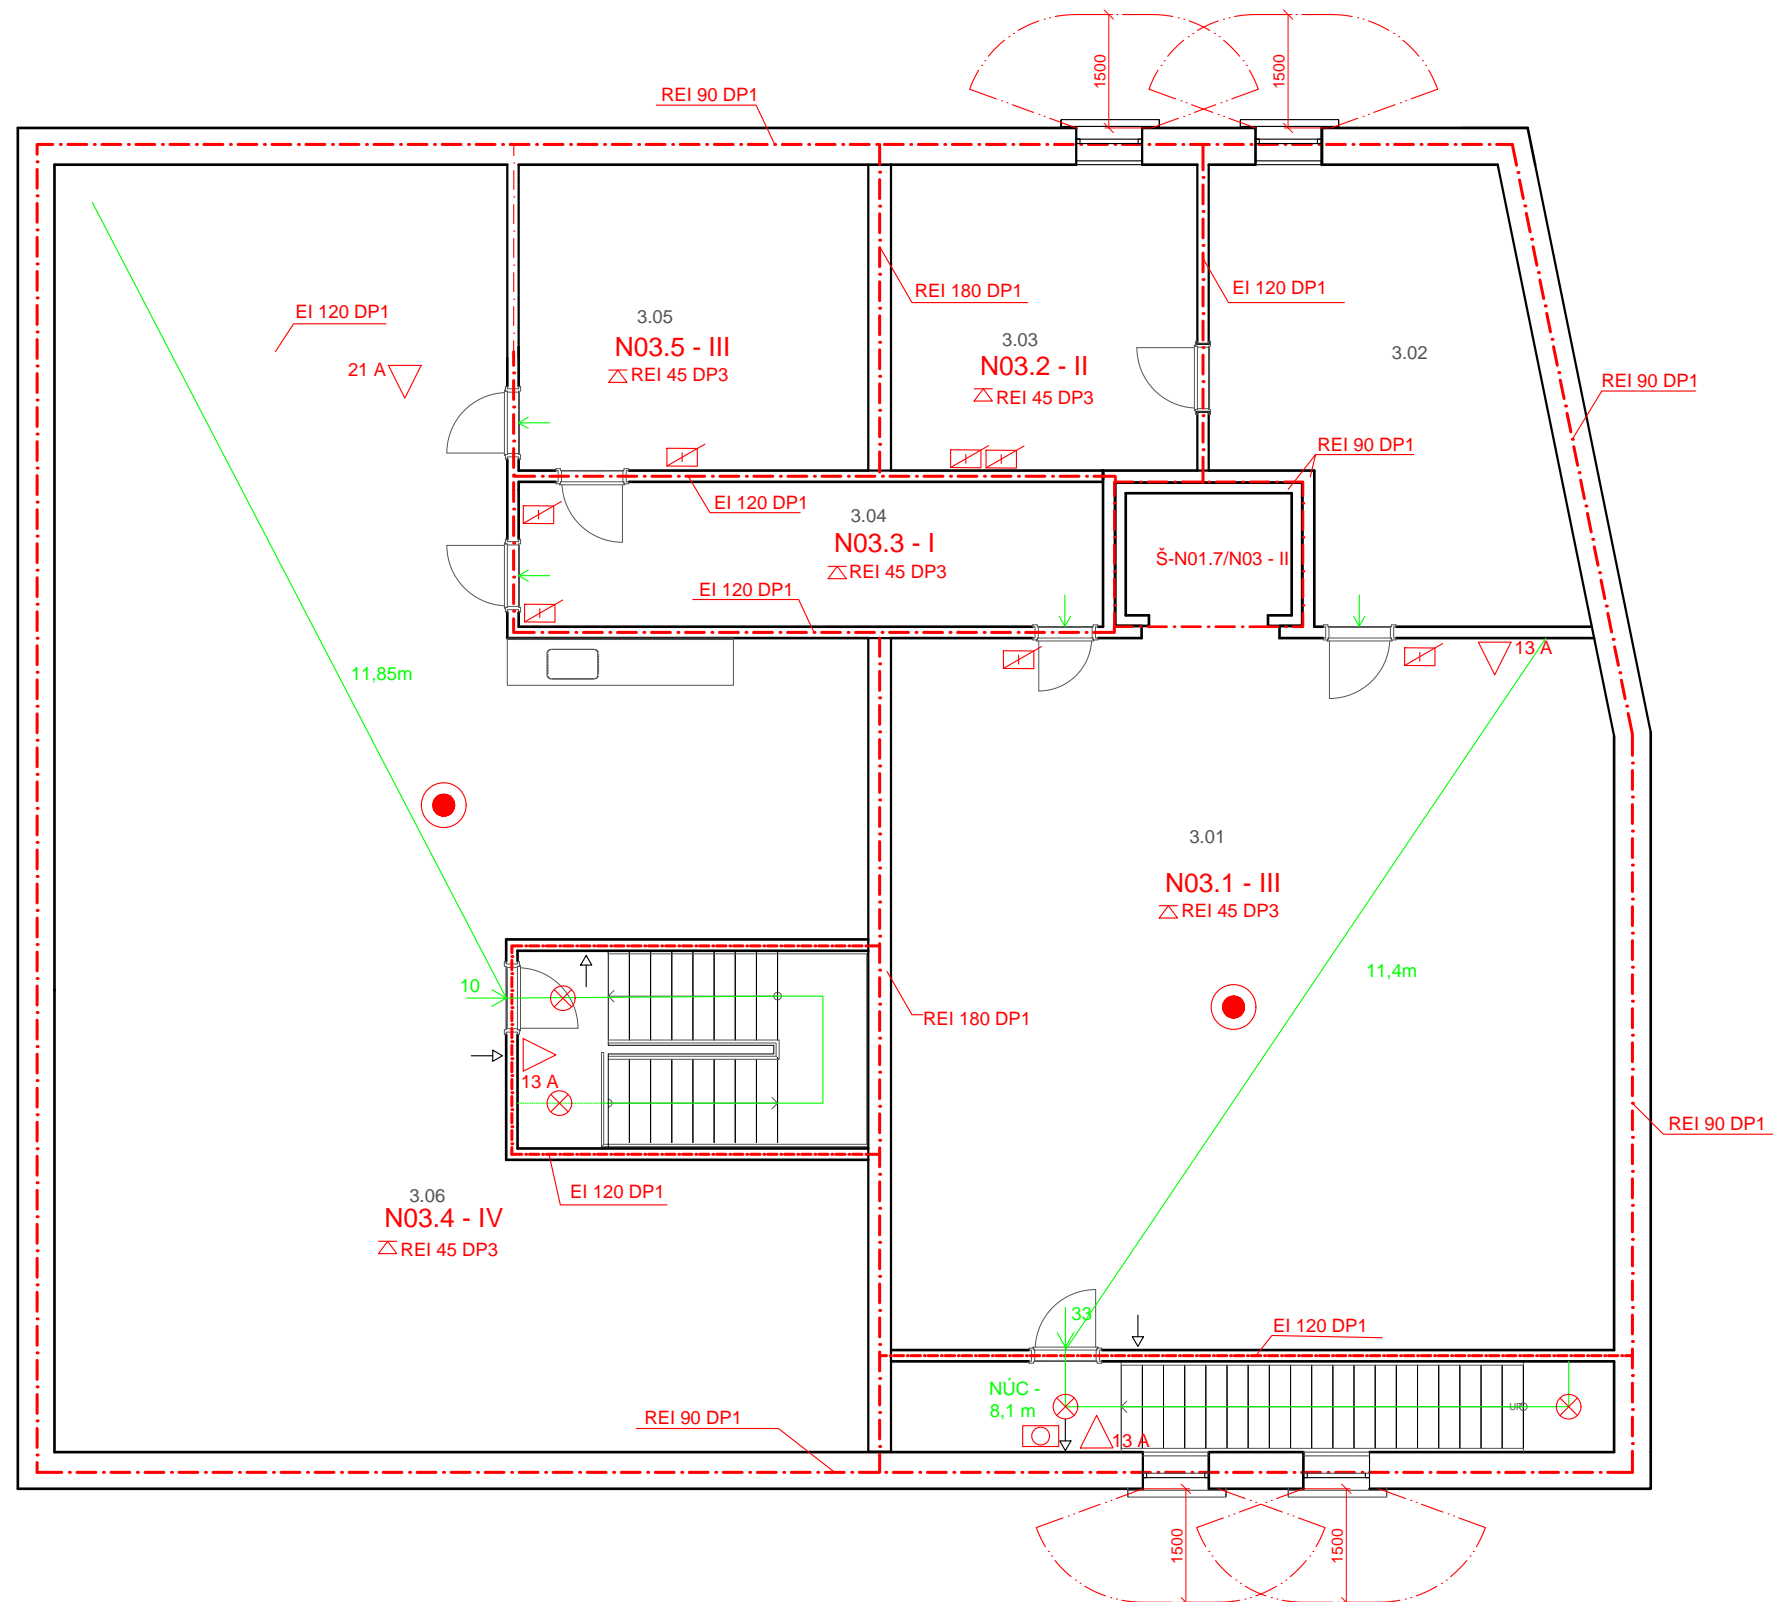 1500
1500
REI 90 DP1
REI 180 DP1
EI 120 DP1
EI 120 DP1
3.05
N03.5 - III
REI 45 DP3
3.03
N03.2 - II
REI 45 DP3
3.02
21 A
REI 90 DP1
REI 90 DP1
EI 120 DP1
3.04
N03.3 - I
REI 45 DP3
Š-N01.7/N03 - II
EI 120 DP1
11,85m
13 A
3.01
N03.1 - III
REI 45 DP3
11,4m
10
REI 180 DP1
13 A
REI 90 DP1
EI 120 DP1
3.06
N03.4 - IV
REI 45 DP3
33
EI 120 DP1
NÚC -
8,1 m
UP
REI 90 DP1
13 A
1500
1500